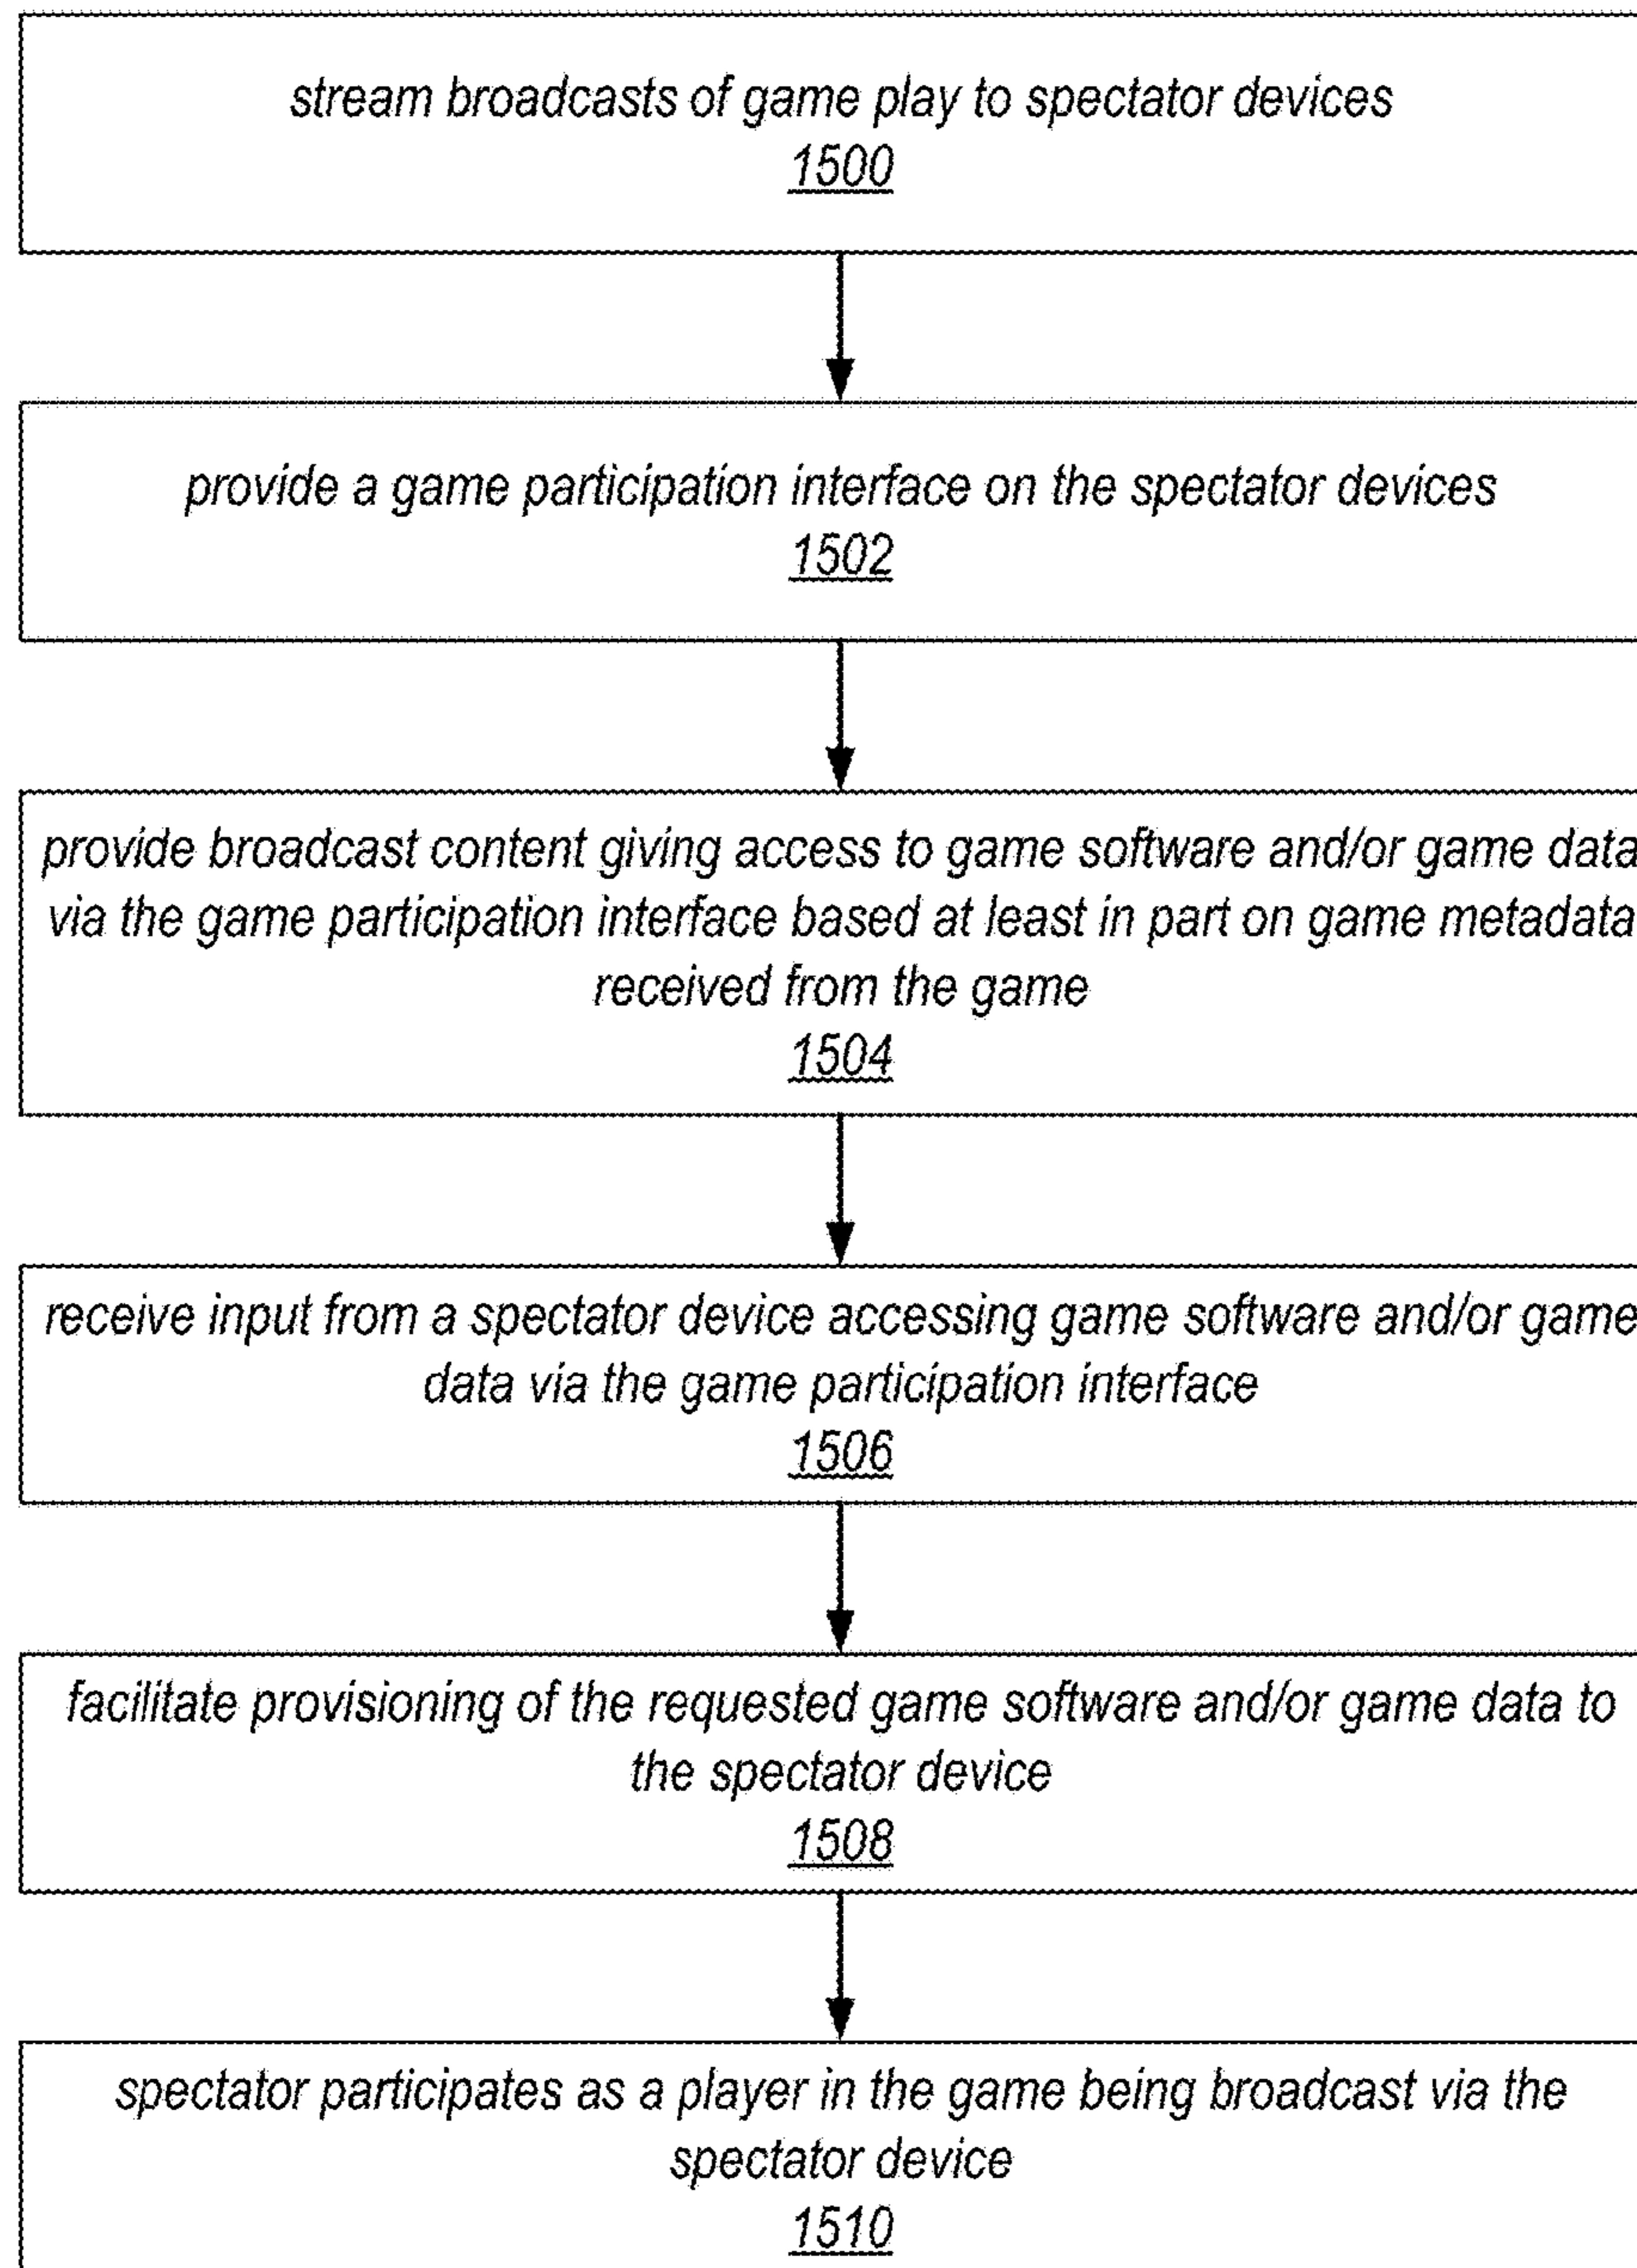 stream broadcasts of game play to spectator devices
1500
provide a game participation interface on the spectator devices
1502
provide broadcast content giving access to game software and/or game data
via the game participation interface based at least in part on game metadata
received from the game
1504
receive input from a spectator device accessing game software and/or game
data via the game participation interface
1506
facilitate provisioning of the requested game software and/or game data to
the spectator device
1508
spectator participates as a player in the game being broadcast via the
spectator device
1510